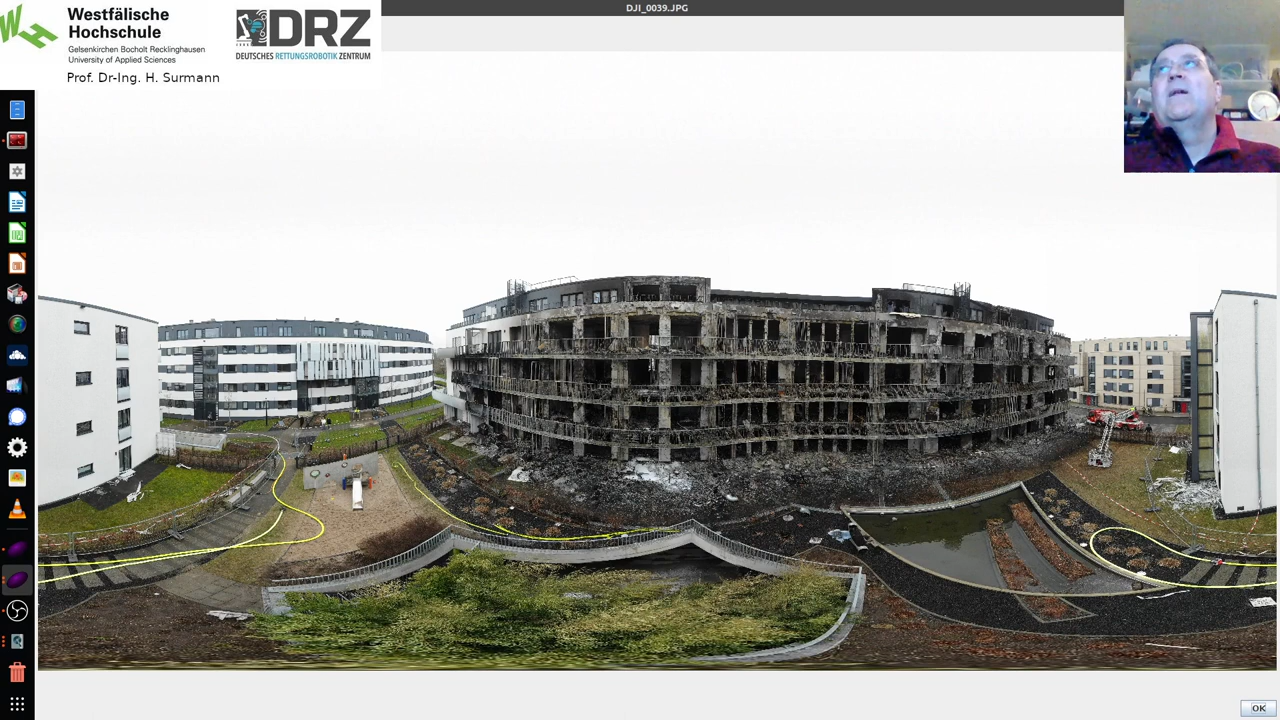 DJI_0039.JPG
Westfälische
Hochschule
Gelsenkirchen Bocholt Recklinghausen
University of Applied Sciences
Prof. Dr-Ing. H. Surmann
DRZ
DEUTSCHES RETTUNGSROBOTIK ZENTRUM
OK